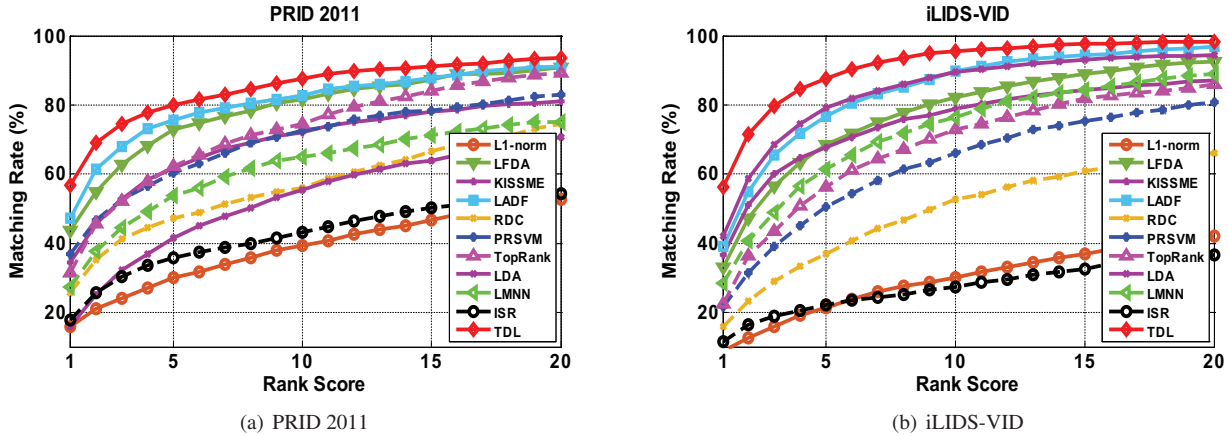 PRID 2011
Matching Rate (%)
100
80
60
40
20
1
5
10
15
20
Rank Score
L1-norm
LFDA
KISSME
LADF
RDC
PRSVM
TopRank
LDA
LMNN
ISR
TDL
(a) PRID 2011
iLIDS-VID
Matching Rate (%)
100
80
60
40
20
1
5
10
15
20
Rank Score
L1-norm
LFDA
KISSME
LADF
RDC
PRSVM
TopRank
LDA
LMNN
ISR
TDL
(b) iLIDS-VID